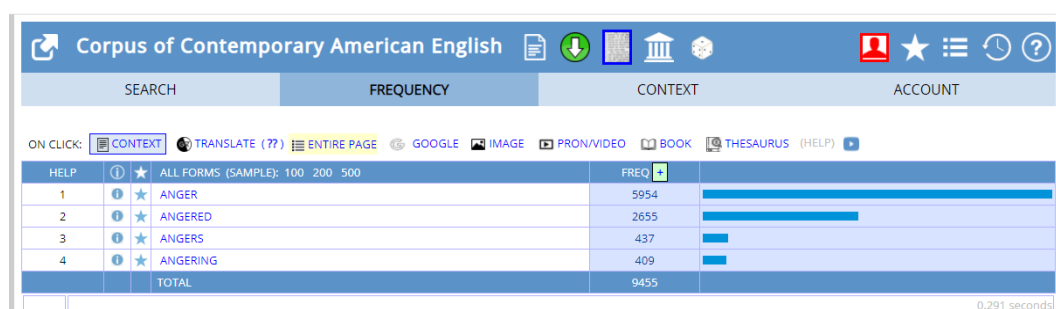 Corpus of Contemporary American English
SEARCH FREQUENCY CONTEXT ACCOUNT
ON CLICK: CONTEXT TRANSLATE (??) ENTIRE PAGE GOOGLE IMAGE PRON/VIDEO BOOK THESAURUS (HELP)
HELP ALL FORMS (SAMPLE): 100 200 500 FREQ +
1 ANGER 5954
2 ANGERED 2655
3 ANGERS 437
4 ANGERING 409
TOTAL 9455
0.291 seconds